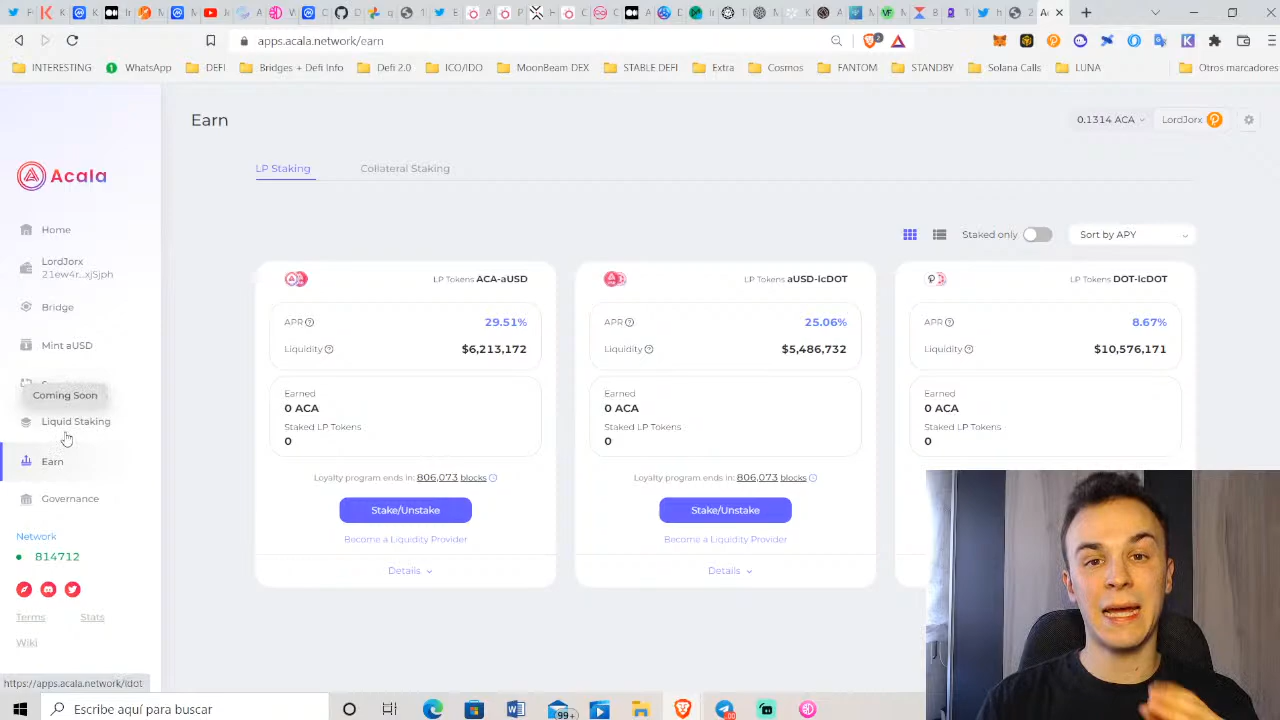 apps.acala.network/earn
2
INTERESTING
WhatsApp
DEFI
Bridges + Defi Info
Defi 2.0
ICO/IDO
MoonBeam DEX
STABLE DEFI
Extra
Cosmos
FANTOM
STANDBY
Solana Calls
LUNA
Otros marcadores
Earn
0.1314 ACA
LordJorx
Acala
LP Staking
Collateral Staking
Staked only
Sort by APY
Home
LordJorx
21ew4r...xjSjph
Bridge
Mint aUSD
Coming Soon
Liquid Staking
Earn
Governance
Network
814712
Terms
Stats
Wiki
LP Tokens ACA-aUSD
APR
29.51%
Liquidity
$6,213,172
Earned
0 ACA
Staked LP Tokens
0
Loyalty program ends in: 806,073 blocks
Stake/Unstake
Become a Liquidity Provider
Details
LP Tokens aUSD-lcDOT
APR
25.06%
Liquidity
$5,486,732
Earned
0 ACA
Staked LP Tokens
0
Loyalty program ends in: 806,073 blocks
Stake/Unstake
Become a Liquidity Provider
Details
LP Tokens DOT-lcDOT
APR
8.67%
Liquidity
$10,576,171
Earned
0 ACA
Staked LP Tokens
0
https://apps.acala.network/ldot
Escribe aquí para buscar
99+